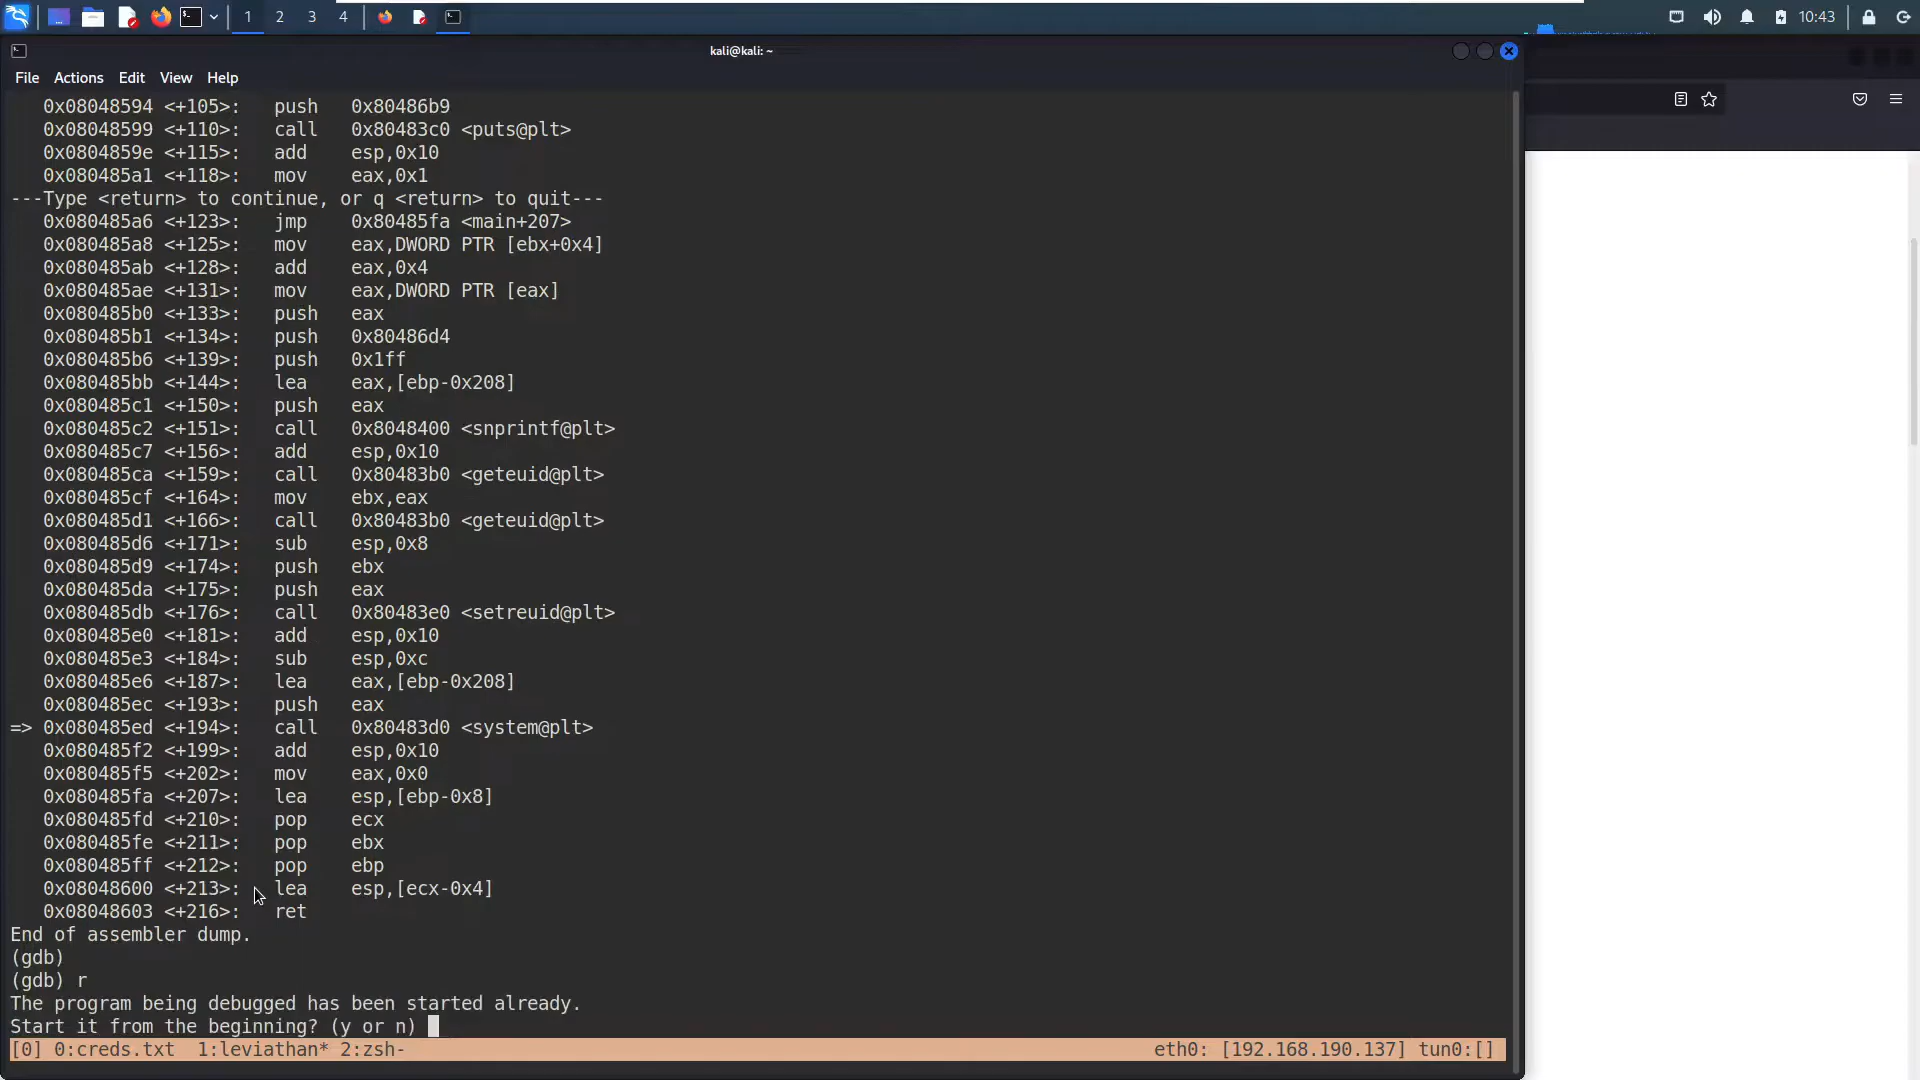 1 2 3 4 10:43
kali@kali: ~
File Actions Edit View Help
0x08048594 <+105>: push 0x80486b9
0x08048599 <+110>: call 0x80483c0 <puts@plt>
0x0804859e <+115>: add esp,0x10
0x080485a1 <+118>: mov eax,0x1
---Type <return> to continue, or q <return> to quit---
0x080485a6 <+123>: jmp 0x80485fa <main+207>
0x080485a8 <+125>: mov eax,DWORD PTR [ebx+0x4]
0x080485ab <+128>: add eax,0x4
0x080485ae <+131>: mov eax,DWORD PTR [eax]
0x080485b0 <+133>: push eax
0x080485b1 <+134>: push 0x80486d4
0x080485b6 <+139>: push 0x1ff
0x080485bb <+144>: lea eax,[ebp-0x208]
0x080485c1 <+150>: push eax
0x080485c2 <+151>: call 0x8048400 <snprintf@plt>
0x080485c7 <+156>: add esp,0x10
0x080485ca <+159>: call 0x80483b0 <geteuid@plt>
0x080485cf <+164>: mov ebx,eax
0x080485d1 <+166>: call 0x80483b0 <geteuid@plt>
0x080485d6 <+171>: sub esp,0x8
0x080485d9 <+174>: push ebx
0x080485da <+175>: push eax
0x080485db <+176>: call 0x80483e0 <setreuid@plt>
0x080485e0 <+181>: add esp,0x10
0x080485e3 <+184>: sub esp,0xc
0x080485e6 <+187>: lea eax,[ebp-0x208]
0x080485ec <+193>: push eax
=> 0x080485ed <+194>: call 0x80483d0 <system@plt>
0x080485f2 <+199>: add esp,0x10
0x080485f5 <+202>: mov eax,0x0
0x080485fa <+207>: lea esp,[ebp-0x8]
0x080485fd <+210>: pop ecx
0x080485fe <+211>: pop ebx
0x080485ff <+212>: pop ebp
0x08048600 <+213>: lea esp,[ecx-0x4]
0x08048603 <+216>: ret
End of assembler dump.
(gdb)
(gdb) r
The program being debugged has been started already.
Start it from the beginning? (y or n)
[0] 0:creds.txt 1:leviathan* 2:zsh- eth0: [192.168.190.137] tun0:[]